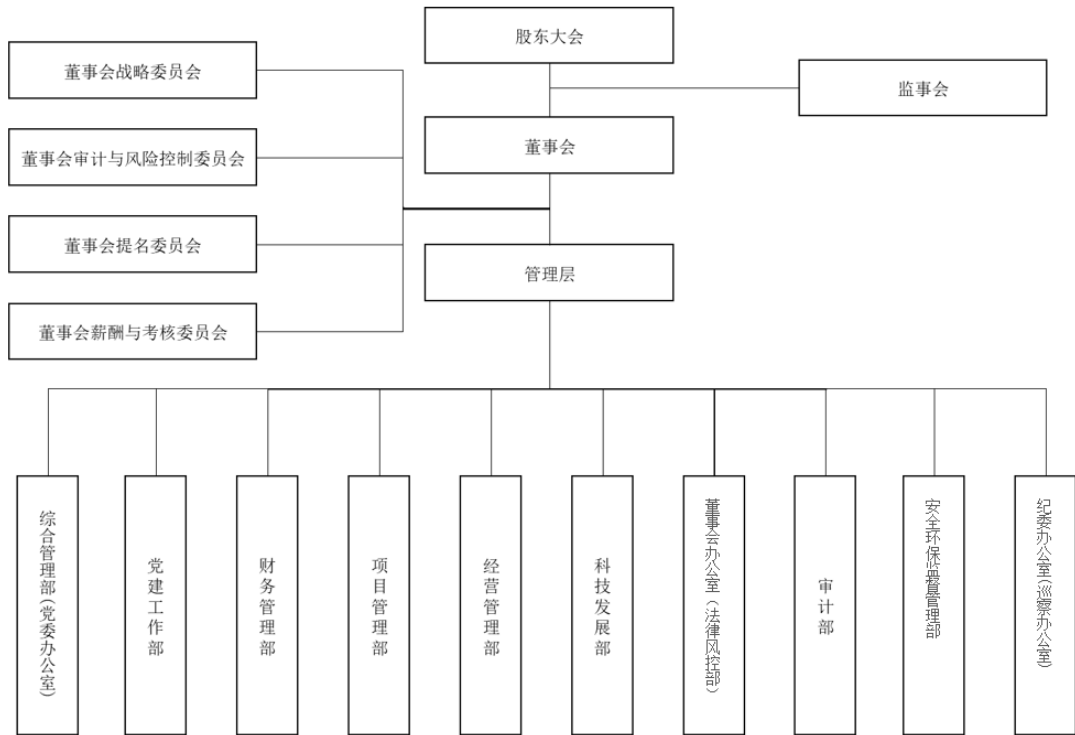 股东大会
董事会战略委员会
监事会
董事会
董事会审计与风险控制委员会
董事会提名委员会
管理层
董事会薪酬与考核委员会
综合管理部(党委办公室)
党建工作部
财务管理部
项目管理部
经营管理部
科技发展部
董事会办公室（法律风控部）
审计部
安全环保监督管理部
纪委办公室(巡察办公室)